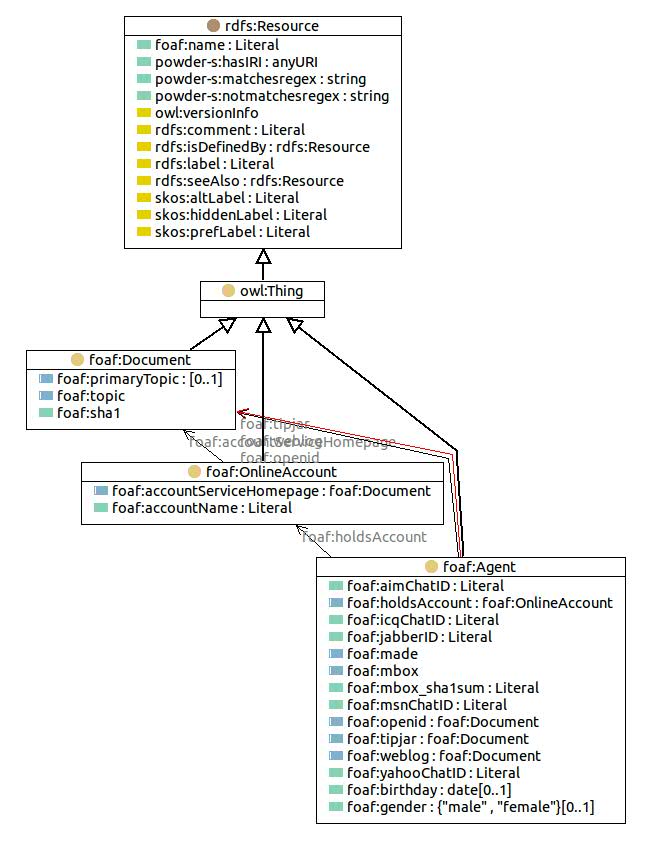 rdfs:Resource
foaf:name : Literal
powder-s:hasIRI : anyURI
powder-s:matchesregex : string
powder-s:notmatchesregex : string
owl:versionInfo
rdfs:comment : Literal
rdfs:isDefinedBy : rdfs:Resource
rdfs:label : Literal
rdfs:seeAlso : rdfs:Resource
skos:altLabel : Literal
skos:hiddenLabel : Literal
skos:prefLabel : Literal
owl:Thing
foaf:Document
foaf:primaryTopic : [0..1]
foaf:topic
foaf:sha1
foaf:tipjar
foaf:accountServiceHomepage
foaf:weblog
foaf:openid
foaf:OnlineAccount
foaf:accountServiceHomepage : foaf:Document
foaf:accountName : Literal
foaf:holdsAccount
foaf:Agent
foaf:aimChatID : Literal
foaf:holdsAccount : foaf:OnlineAccount
foaf:icqChatID : Literal
foaf:jabberID : Literal
foaf:made
foaf:mbox
foaf:mbox_sha1sum : Literal
foaf:msnChatID : Literal
foaf:openid : foaf:Document
foaf:tipjar : foaf:Document
foaf:weblog : foaf:Document
foaf:yahooChatID : Literal
foaf:birthday : date[0..1]
foaf:gender : {"male" , "female"}[0..1]